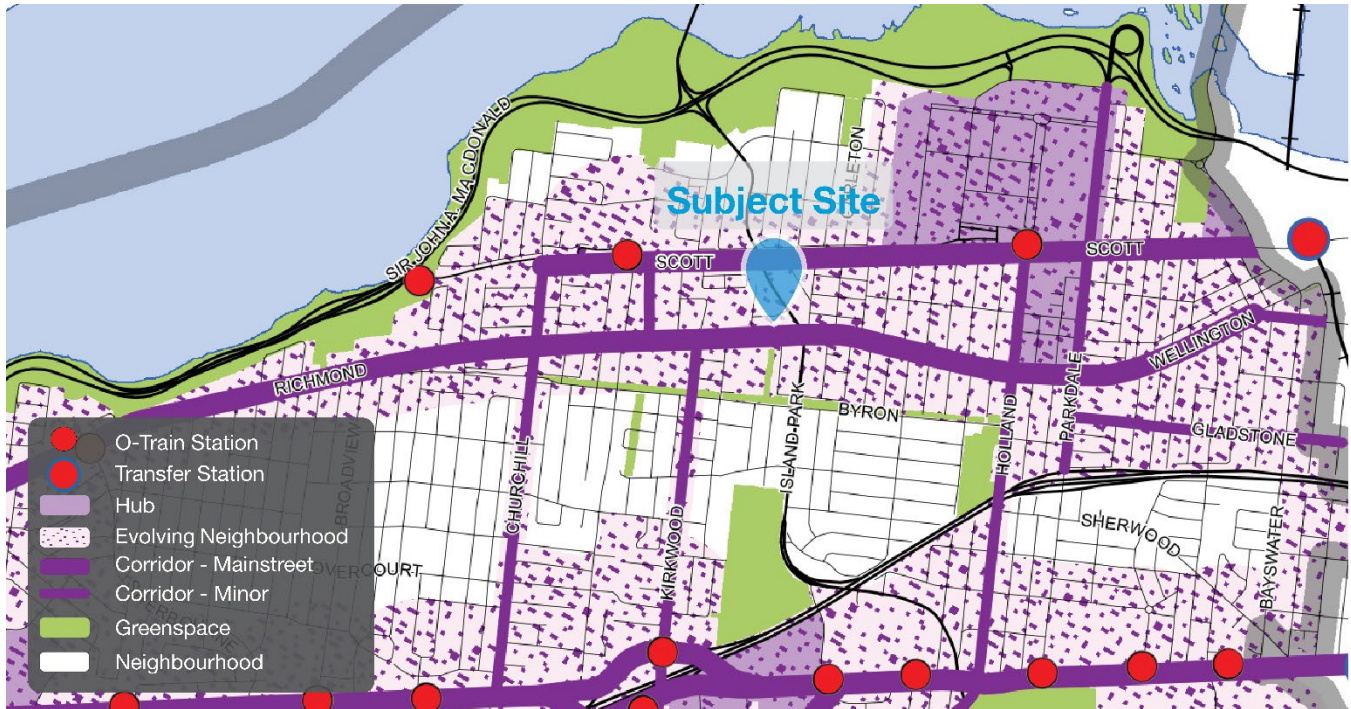 SIR JOHN A. MACDONALD
CARLETON
Subject Site
SCOTT
SCOTT
WELLINGTON
RICHMOND
BYRON
ISLAND PARK
HOLLAND
PARKDALE
GLADSTONE
CHURCHILL
KIRKWOOD
SHERWOOD
BAYSWATER
BROADVIEW
O-Train Station
Transfer Station
Hub
Evolving Neighbourhood
Corridor - Mainstreet
Corridor - Minor
Greenspace
Neighbourhood